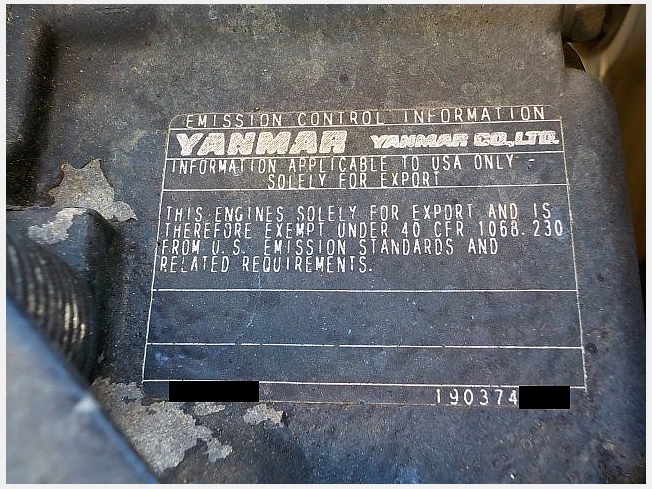 EMISSION CONTROL INFORMATION
YANMAR YANMAR CO.,LTD.
INFORMATION APPLICABLE TO USA ONLY -
SOLELY FOR EXPORT
THIS ENGINES SOLELY FOR EXPORT AND IS
THEREFORE EXEMPT UNDER 40 CFR 1068.230
FROM U.S. EMISSION STANDARDS AND
RELATED REQUIREMENTS.
190374